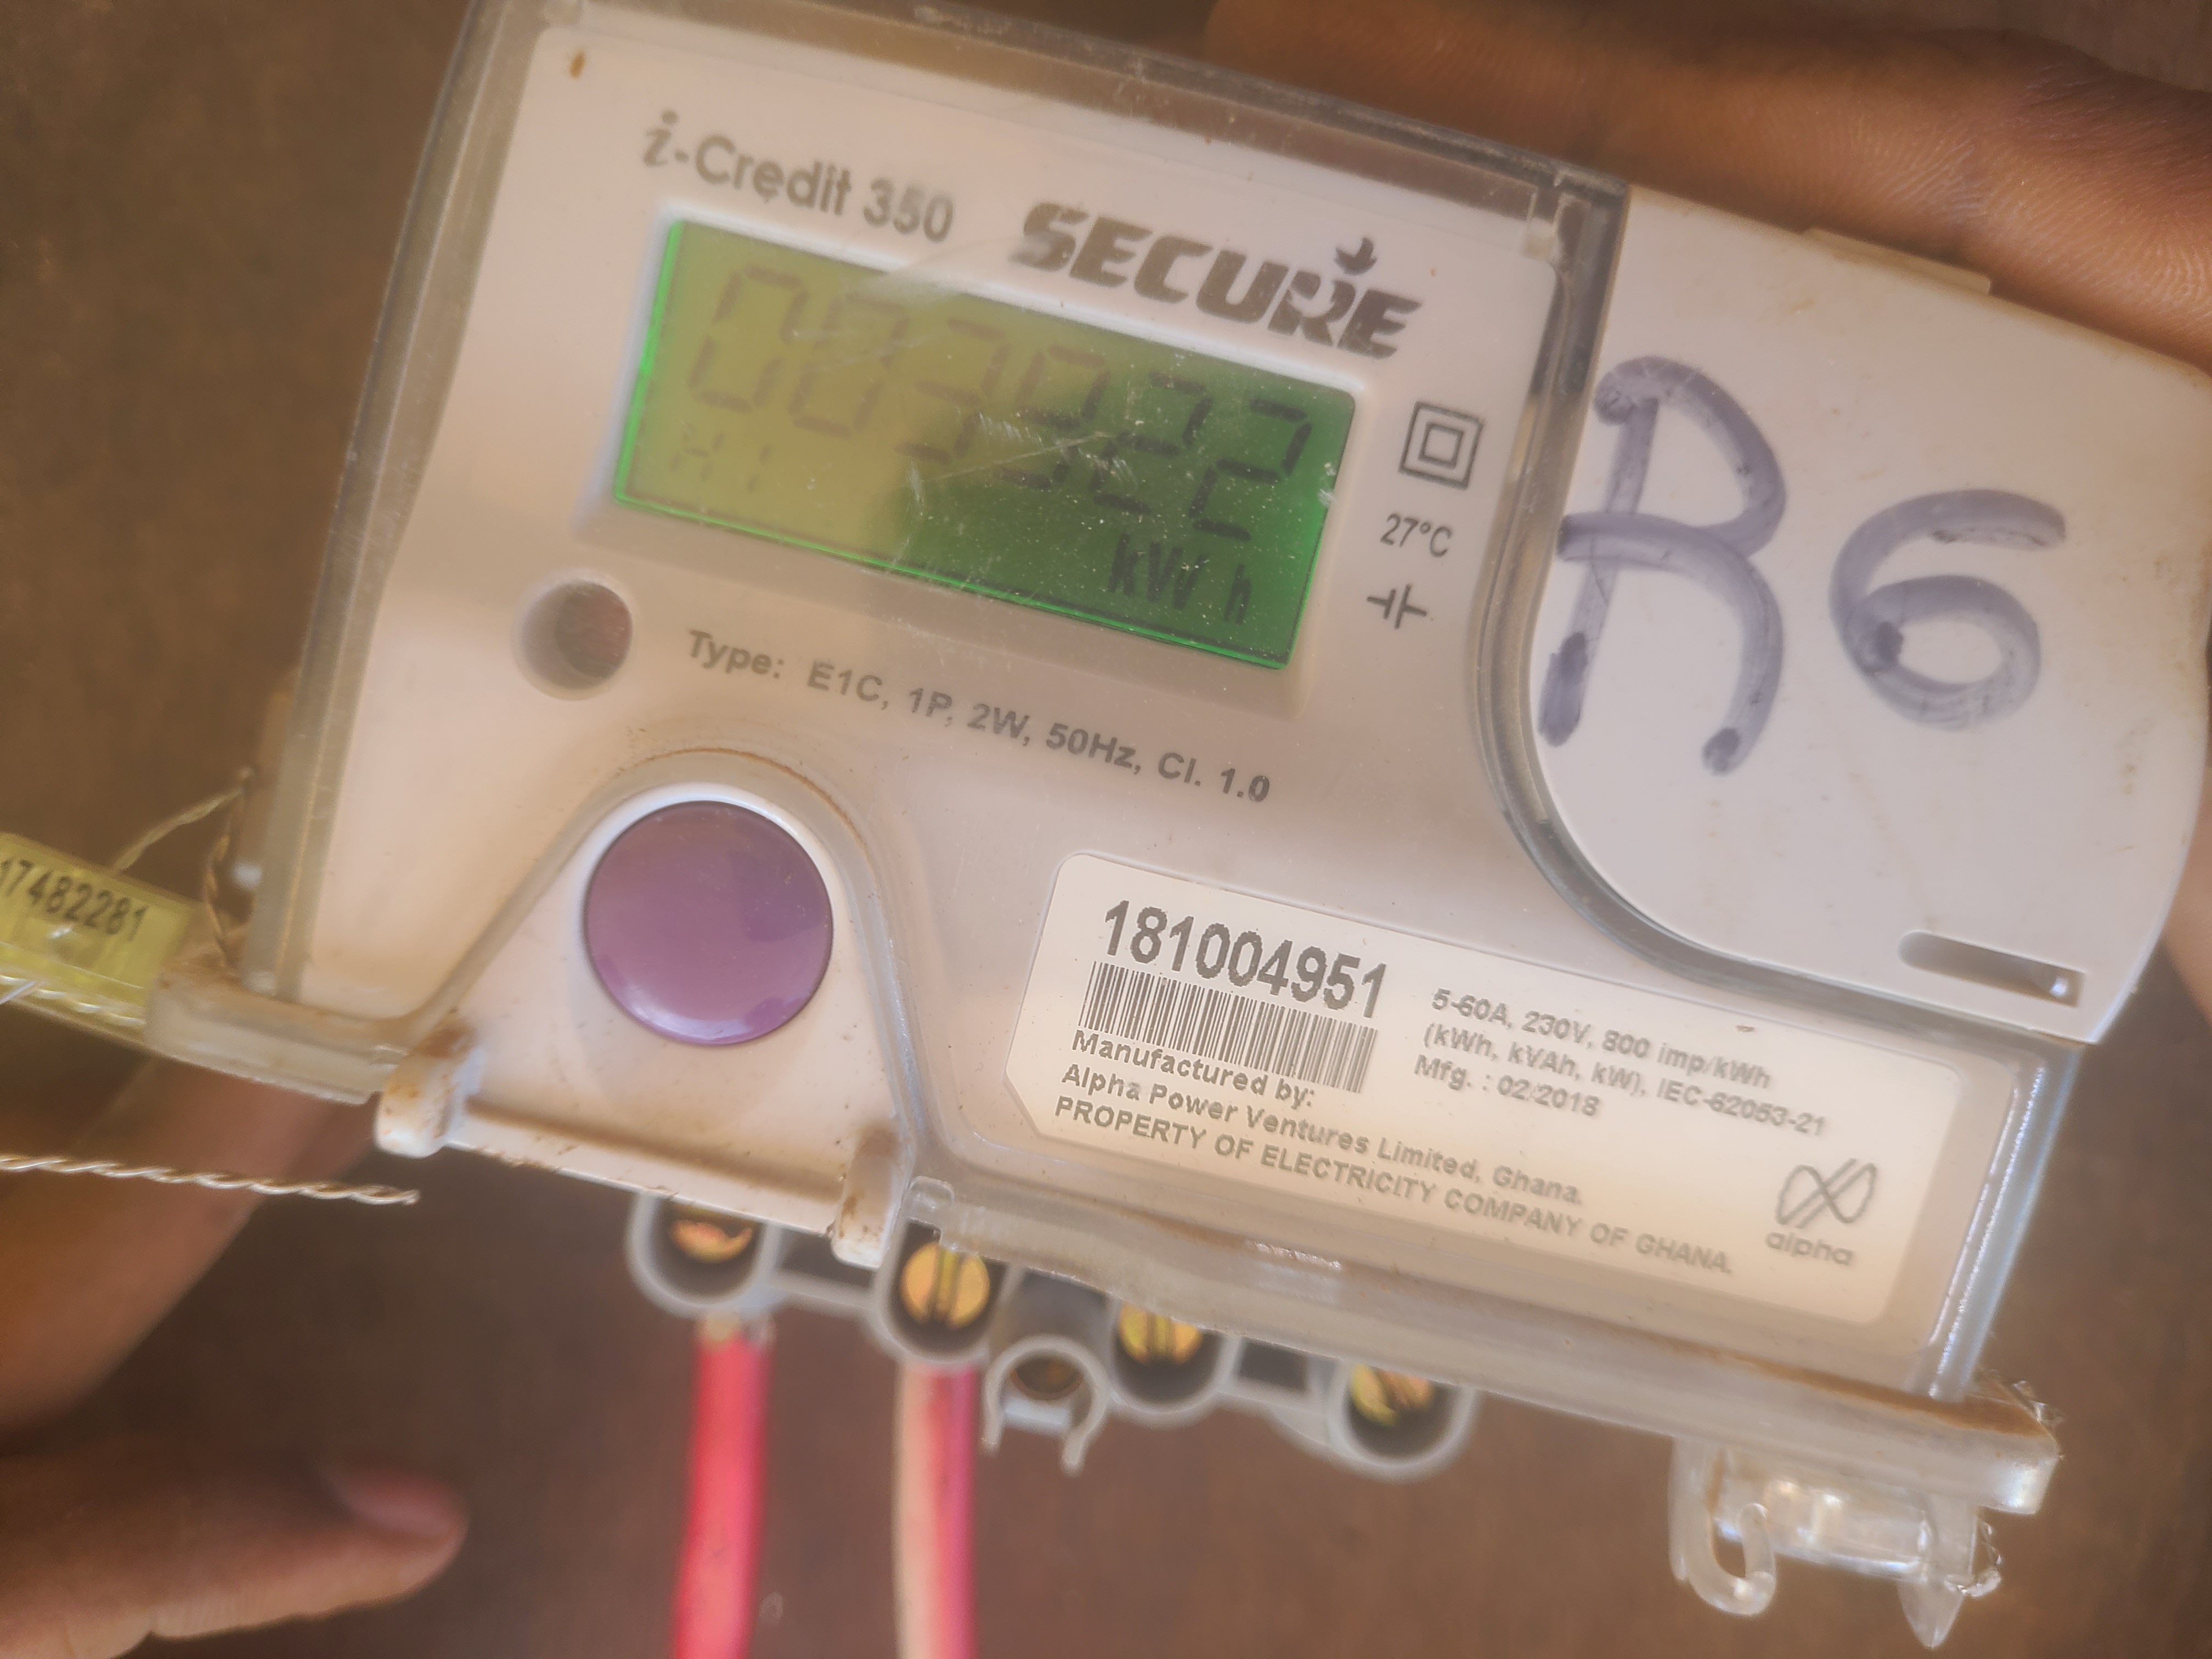 17482281
i-Credit 350 SECURE
kWh
27°C
Type: E1C, 1P, 2W, 50Hz, Cl. 1.0
R6
18100494951
5-60A, 230V, 800 imp/kWh
(kWh, kVAh, kW), IEC-62053-21
Mfg. : 02/2018
Manufactured by:
Alpha Power Ventures Limited, Ghana.
PROPERTY OF ELECTRICITY COMPANY OF GHANA.
alpha